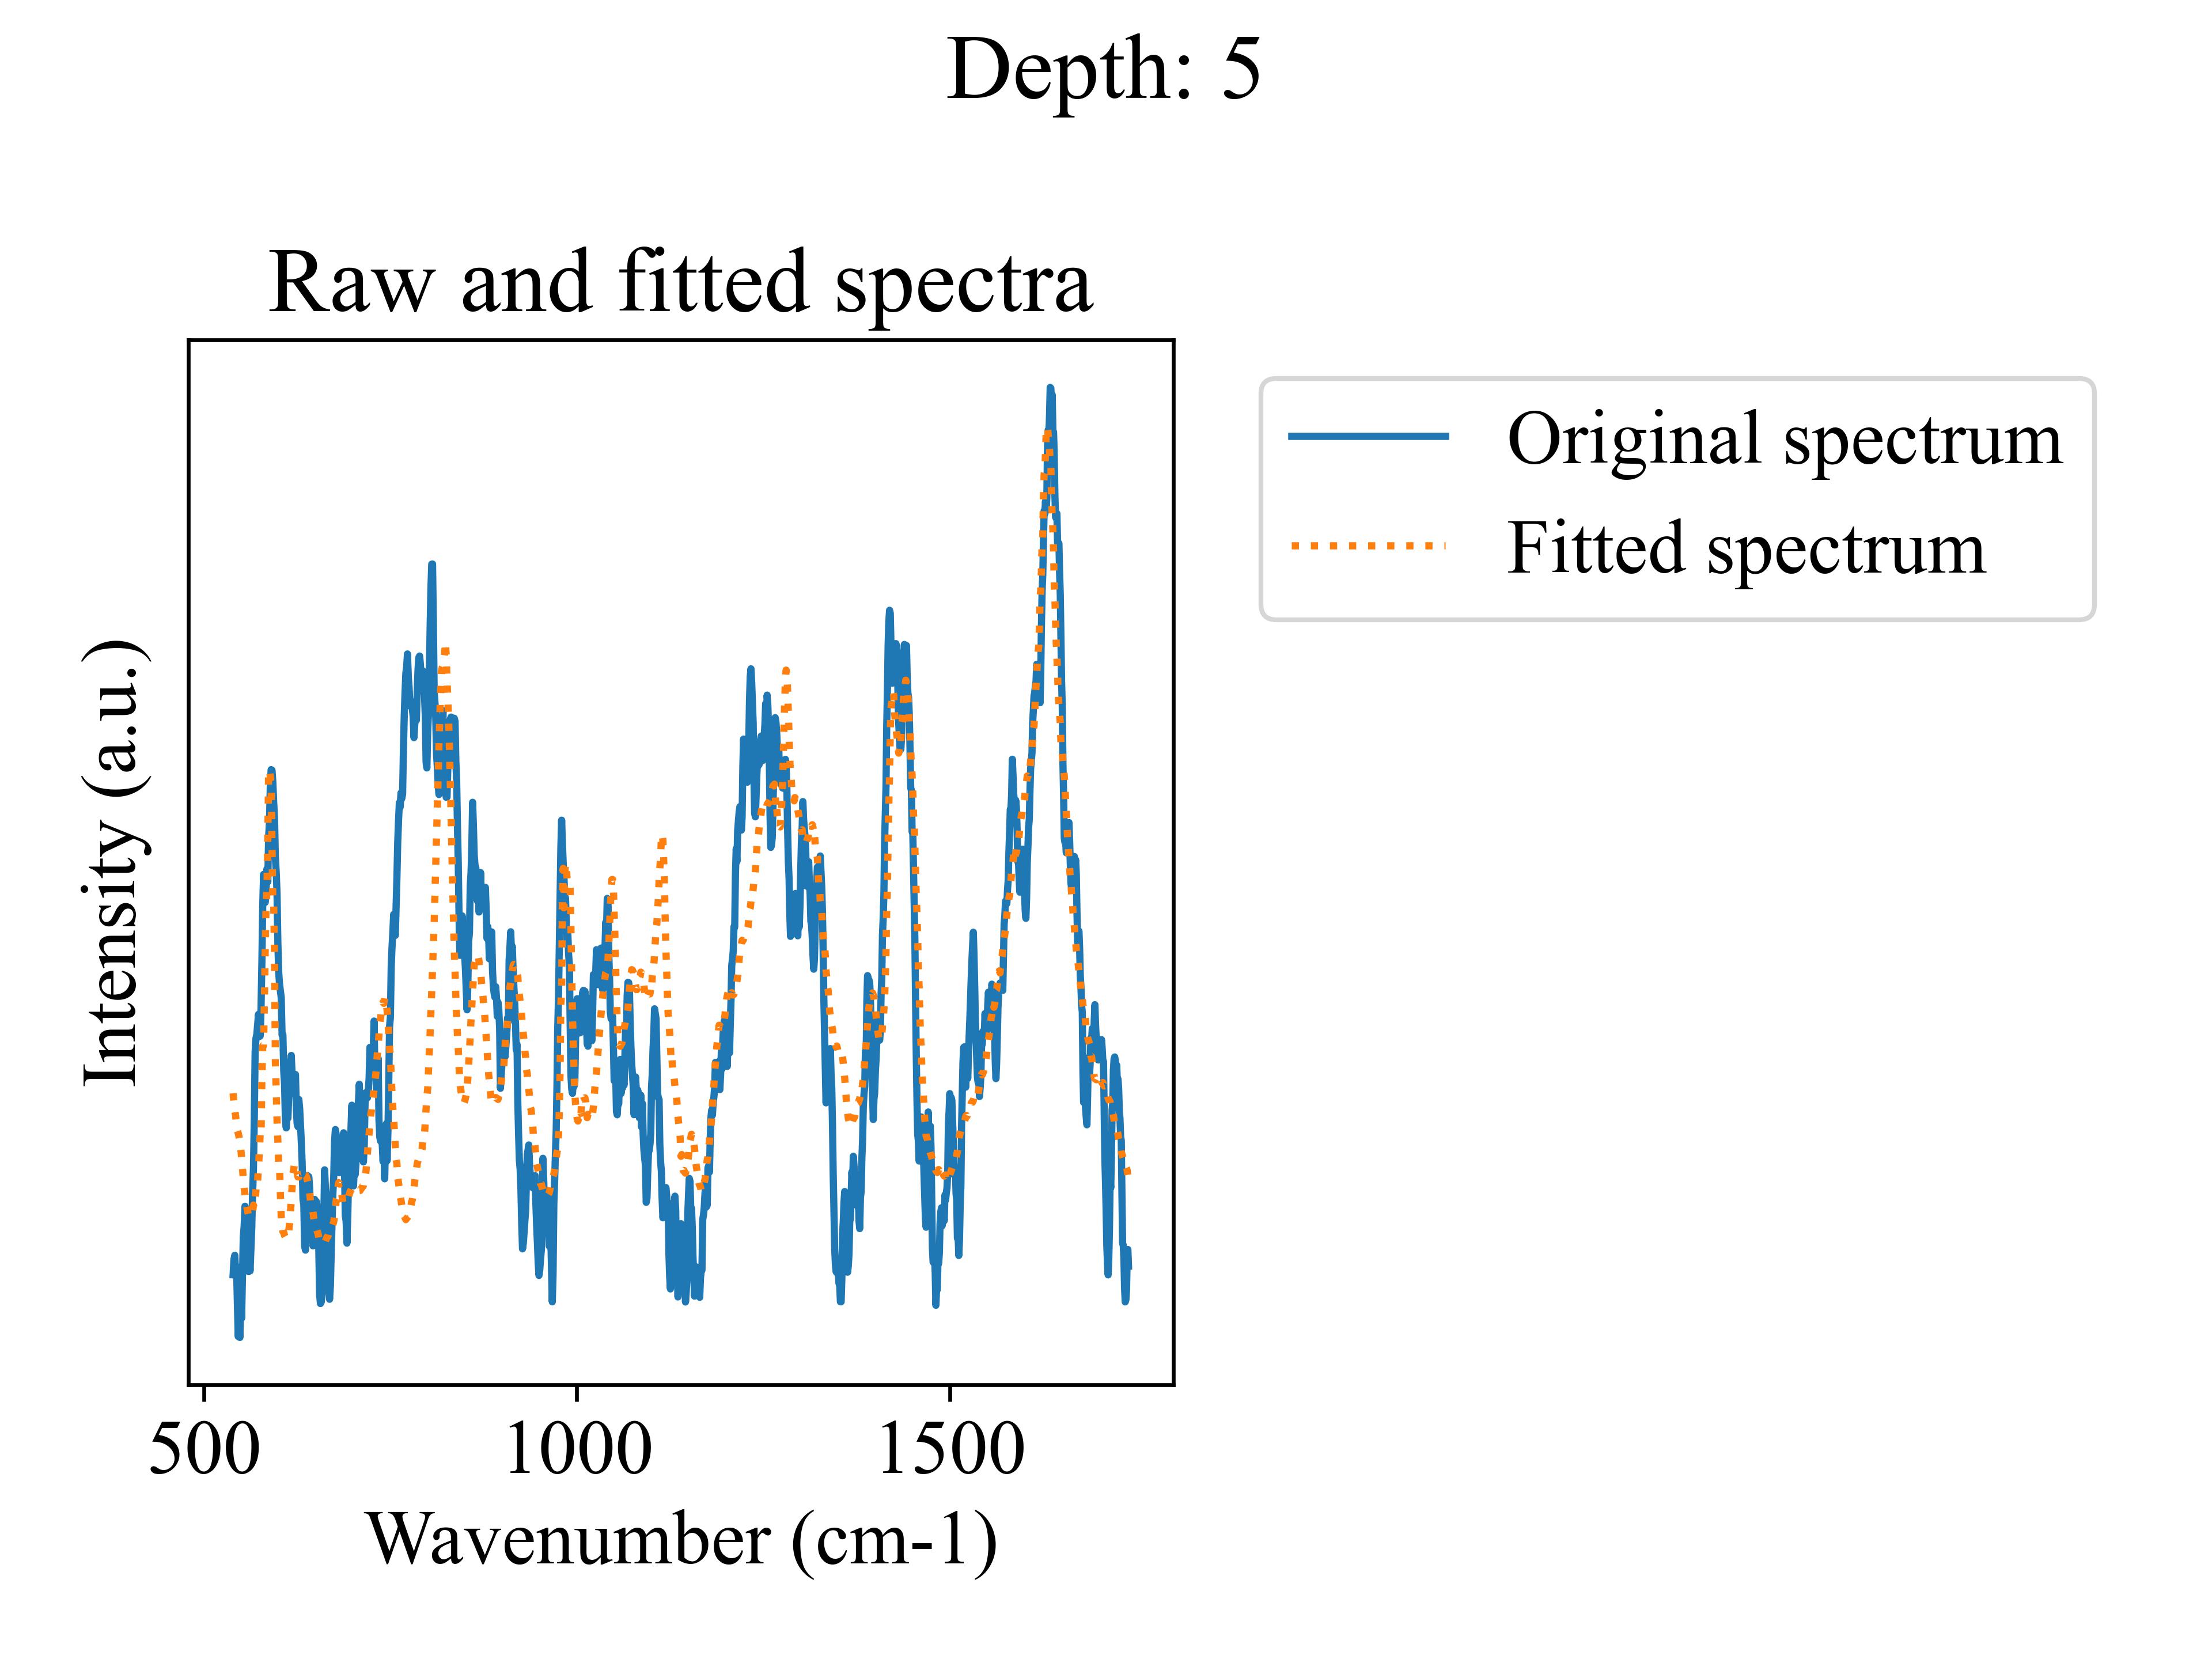 Depth: 5
Raw and fitted spectra
Original spectrum
Fitted spectrum
Intensity (a.u.)
500 1000 1500
Wavenumber (cm-1)